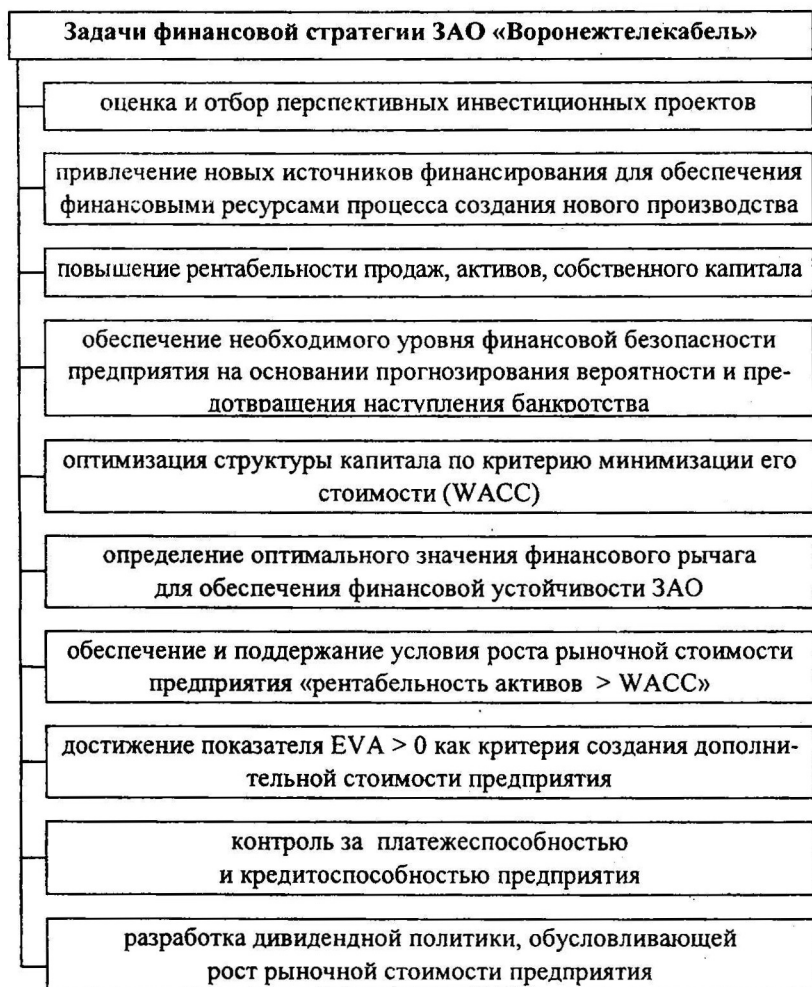 Задачи финансовой стратегии ЗАО «Воронежтелекабель»
оценка и отбор перспективных инвестиционных проектов
привлечение новых источников финансирования для обеспечения
финансовыми ресурсами процесса создания нового производства
повышение рентабельности продаж, активов, собственного капитала
обеспечение необходимого уровня финансовой безопасности
предприятия на основании прогнозирования вероятности и пре-
дотвращения наступления банкротства
оптимизация структуры капитала по критерию минимизации его
стоимости (WACC)
определение оптимального значения финансового рычага
для обеспечения финансовой устойчивости ЗАО
обеспечение и поддержание условия роста рыночной стоимости
предприятия «рентабельность активов > WACC»
достижение показателя EVA > 0 как критерия создания дополни-
тельной стоимости предприятия
контроль за платежеспособностью
и кредитоспособностью предприятия
разработка дивидендной политики, обусловливающей
рост рыночной стоимости предприятия